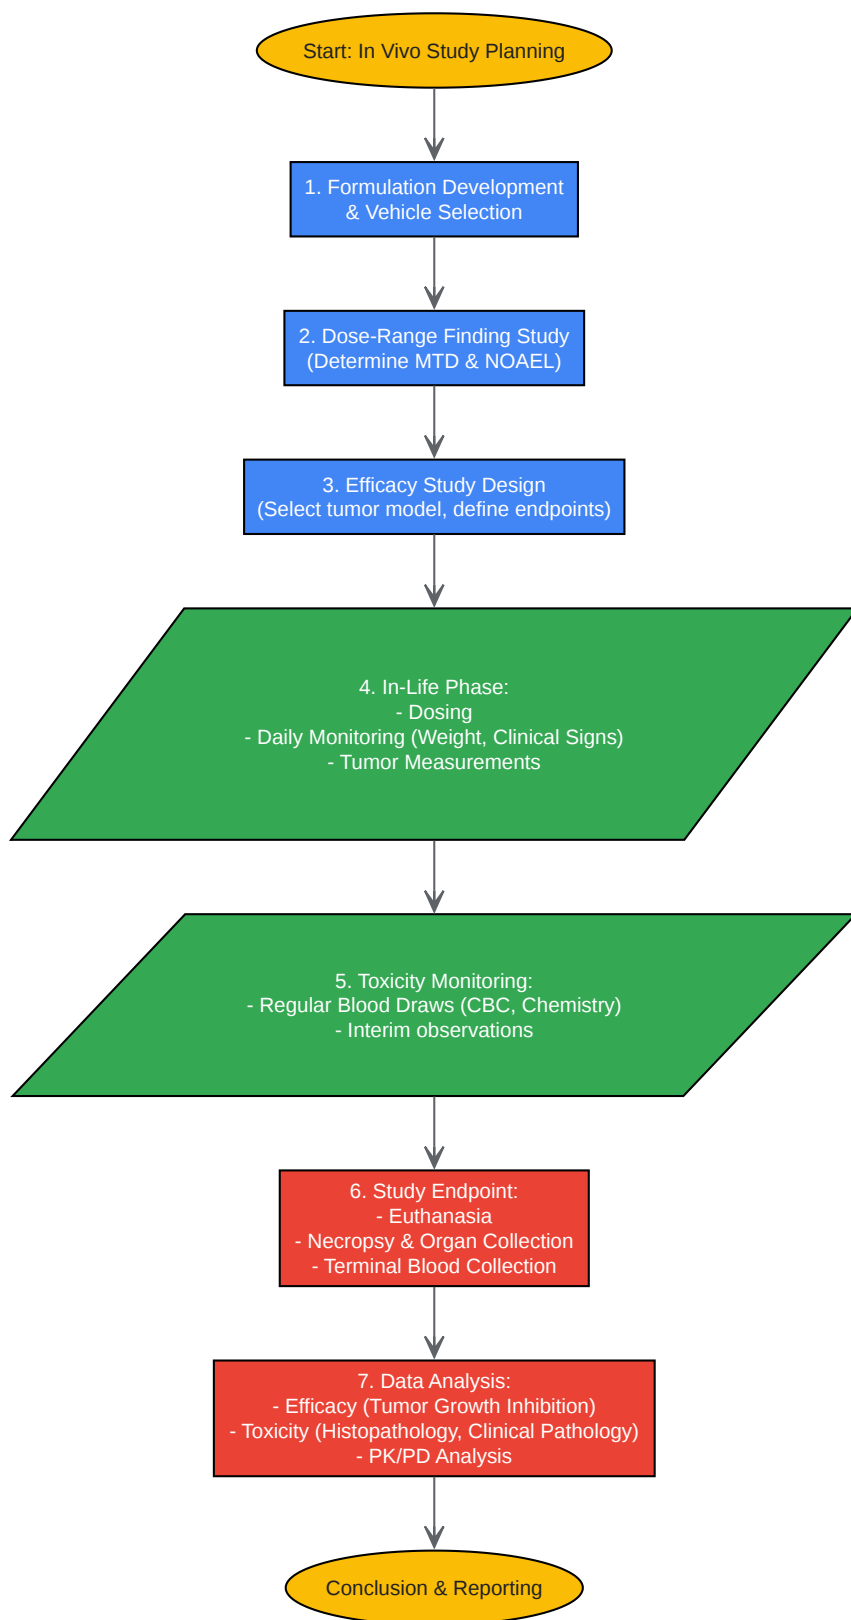 Start: In Vivo Study Planning
1. Formulation Development
& Vehicle Selection
2. Dose-Range Finding Study
(Determine MTD & NOAEL)
3. Efficacy Study Design
(Select tumor model, define endpoints)
4. In-Life Phase:
- Dosing
- Daily Monitoring (Weight, Clinical Signs)
- Tumor Measurements
5. Toxicity Monitoring:
- Regular Blood Draws (CBC, Chemistry)
- Interim observations
6. Study Endpoint:
- Euthanasia
- Necropsy & Organ Collection
- Terminal Blood Collection
7. Data Analysis:
- Efficacy (Tumor Growth Inhibition)
- Toxicity (Histopathology, Clinical Pathology)
- PK/PD Analysis
Conclusion & Reporting